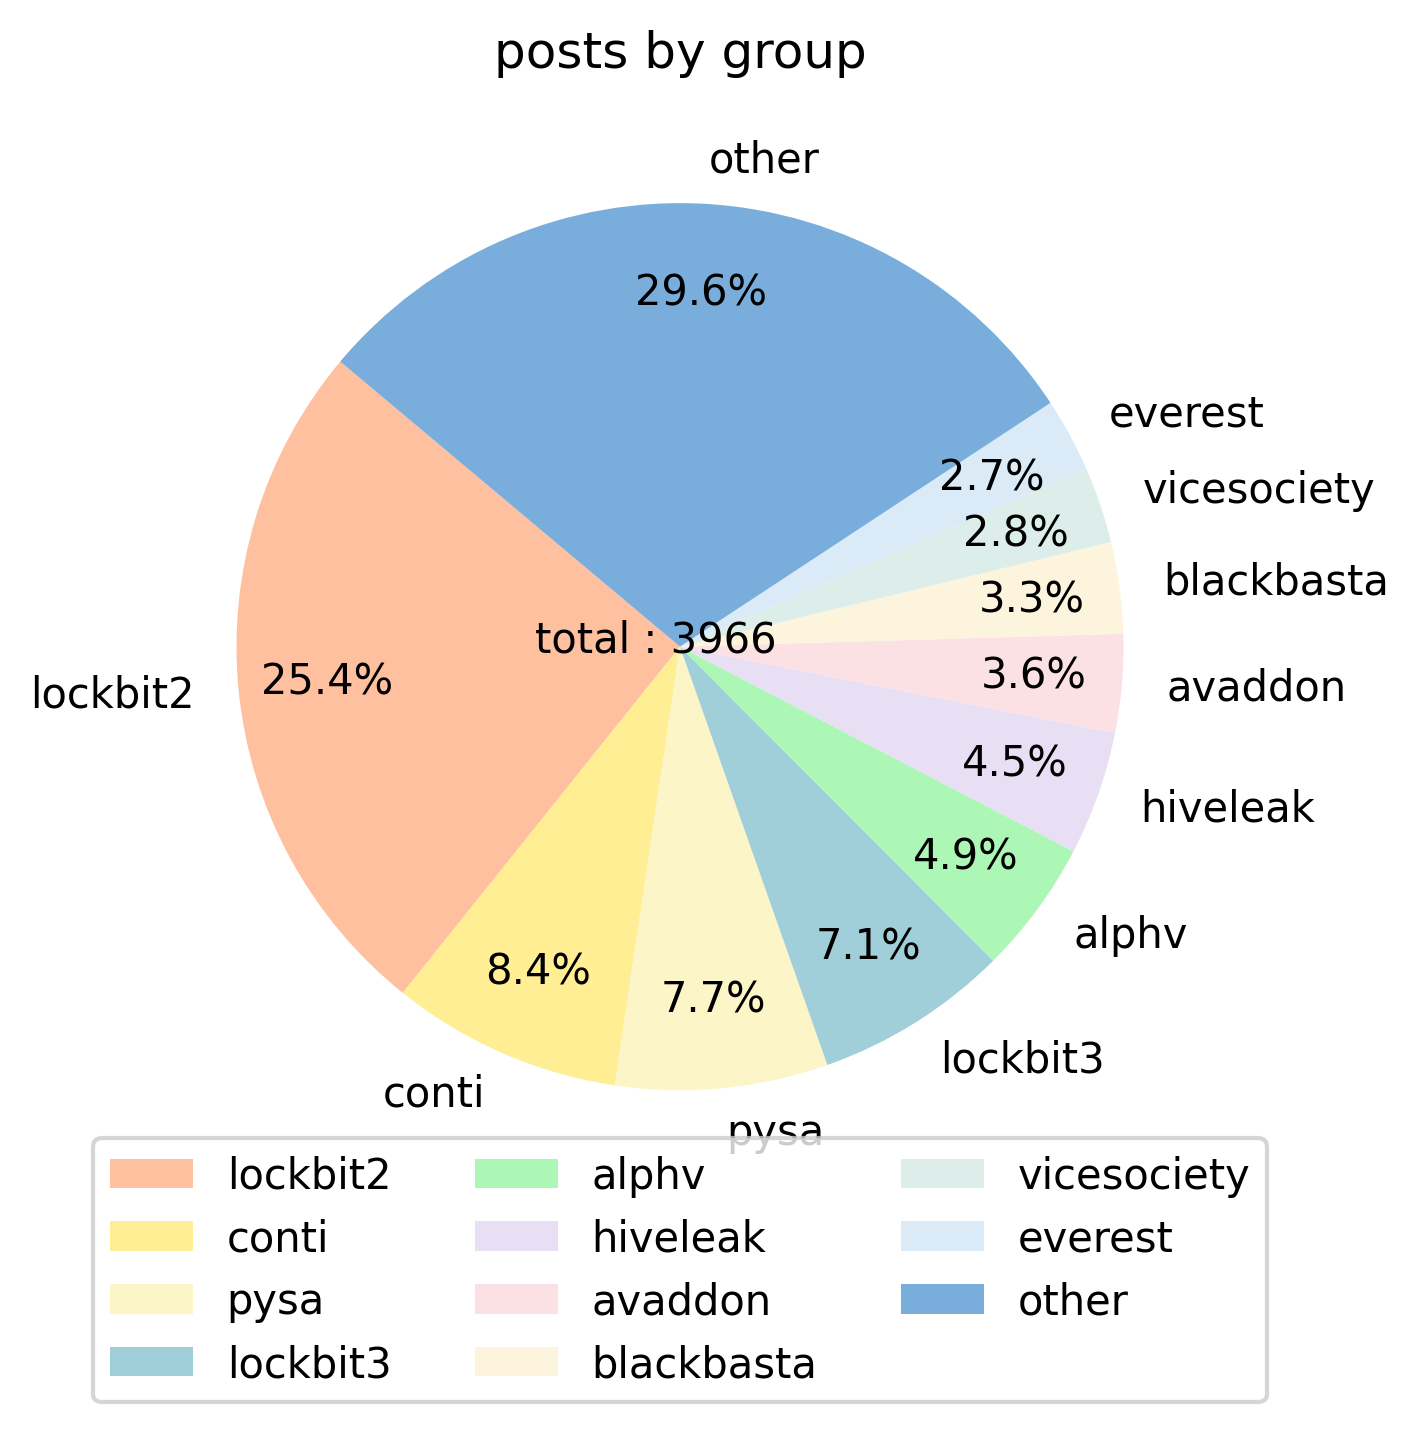 posts by group
other
29.6%
everest
2.7%
vicesociety
2.8%
blackbasta
3.3%
total : 3966
avaddon
3.6%
lockbit2
25.4%
hiveleak
4.5%
alphv
4.9%
lockbit3
7.1%
conti
8.4%
pysa
7.7%
lockbit2
conti
pysa
lockbit3
alphv
hiveleak
avaddon
blackbasta
vicesociety
everest
other